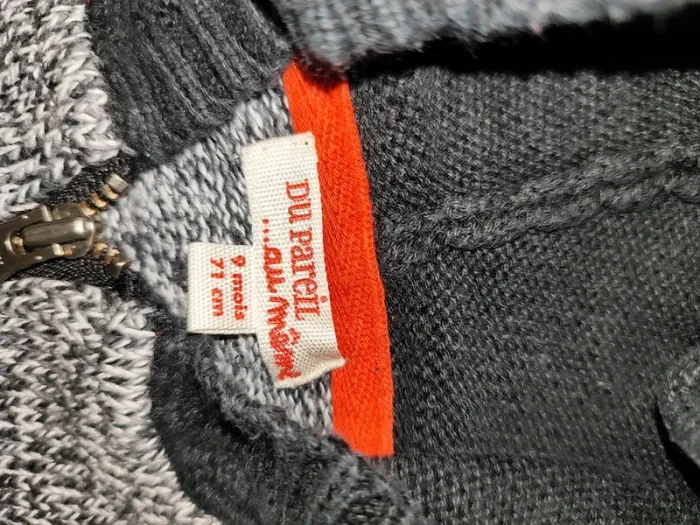 DU PAREIL
...au même
9 mois
71 cm